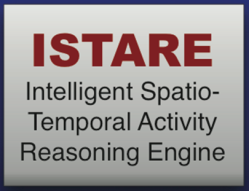 ISTARE
Intelligent Spatio-
Temporal Activity
Reasoning Engine